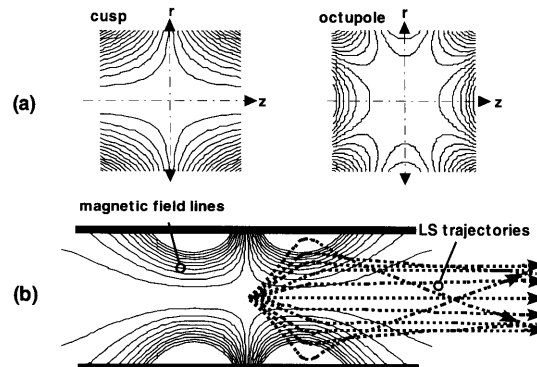 cusp
r
z
octupole
r
z
(a)
magnetic field lines
LS trajectories
(b)